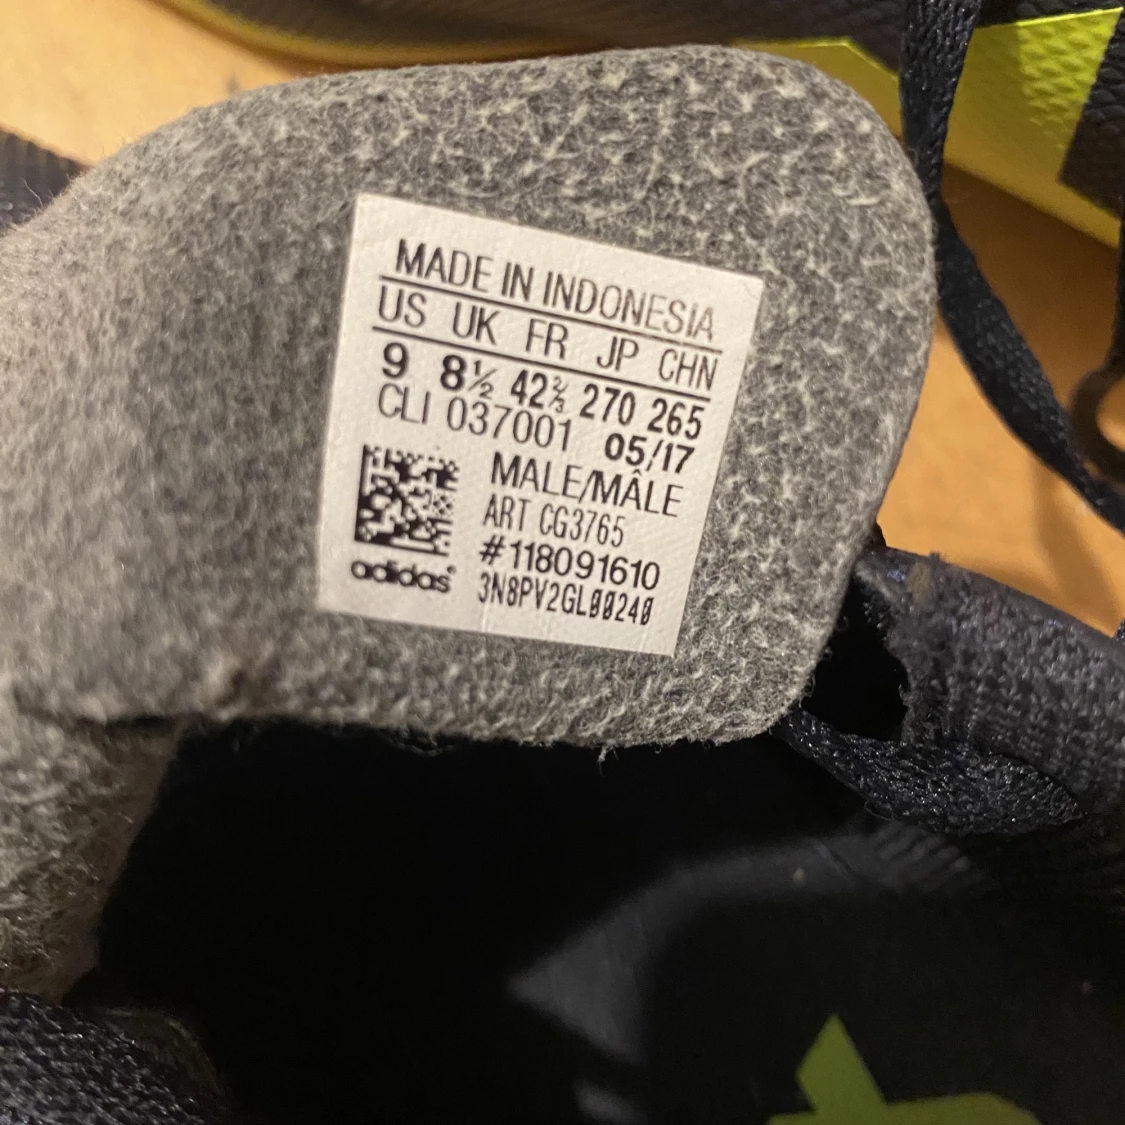 MADE IN INDONESIA
US UK FR JP CHN
9 8½ 42⅔ 270 265
CLI 037001 05/17
MALE/MÂLE
ART CG3765
#118091610
adidas®
3N8PV2GL00240